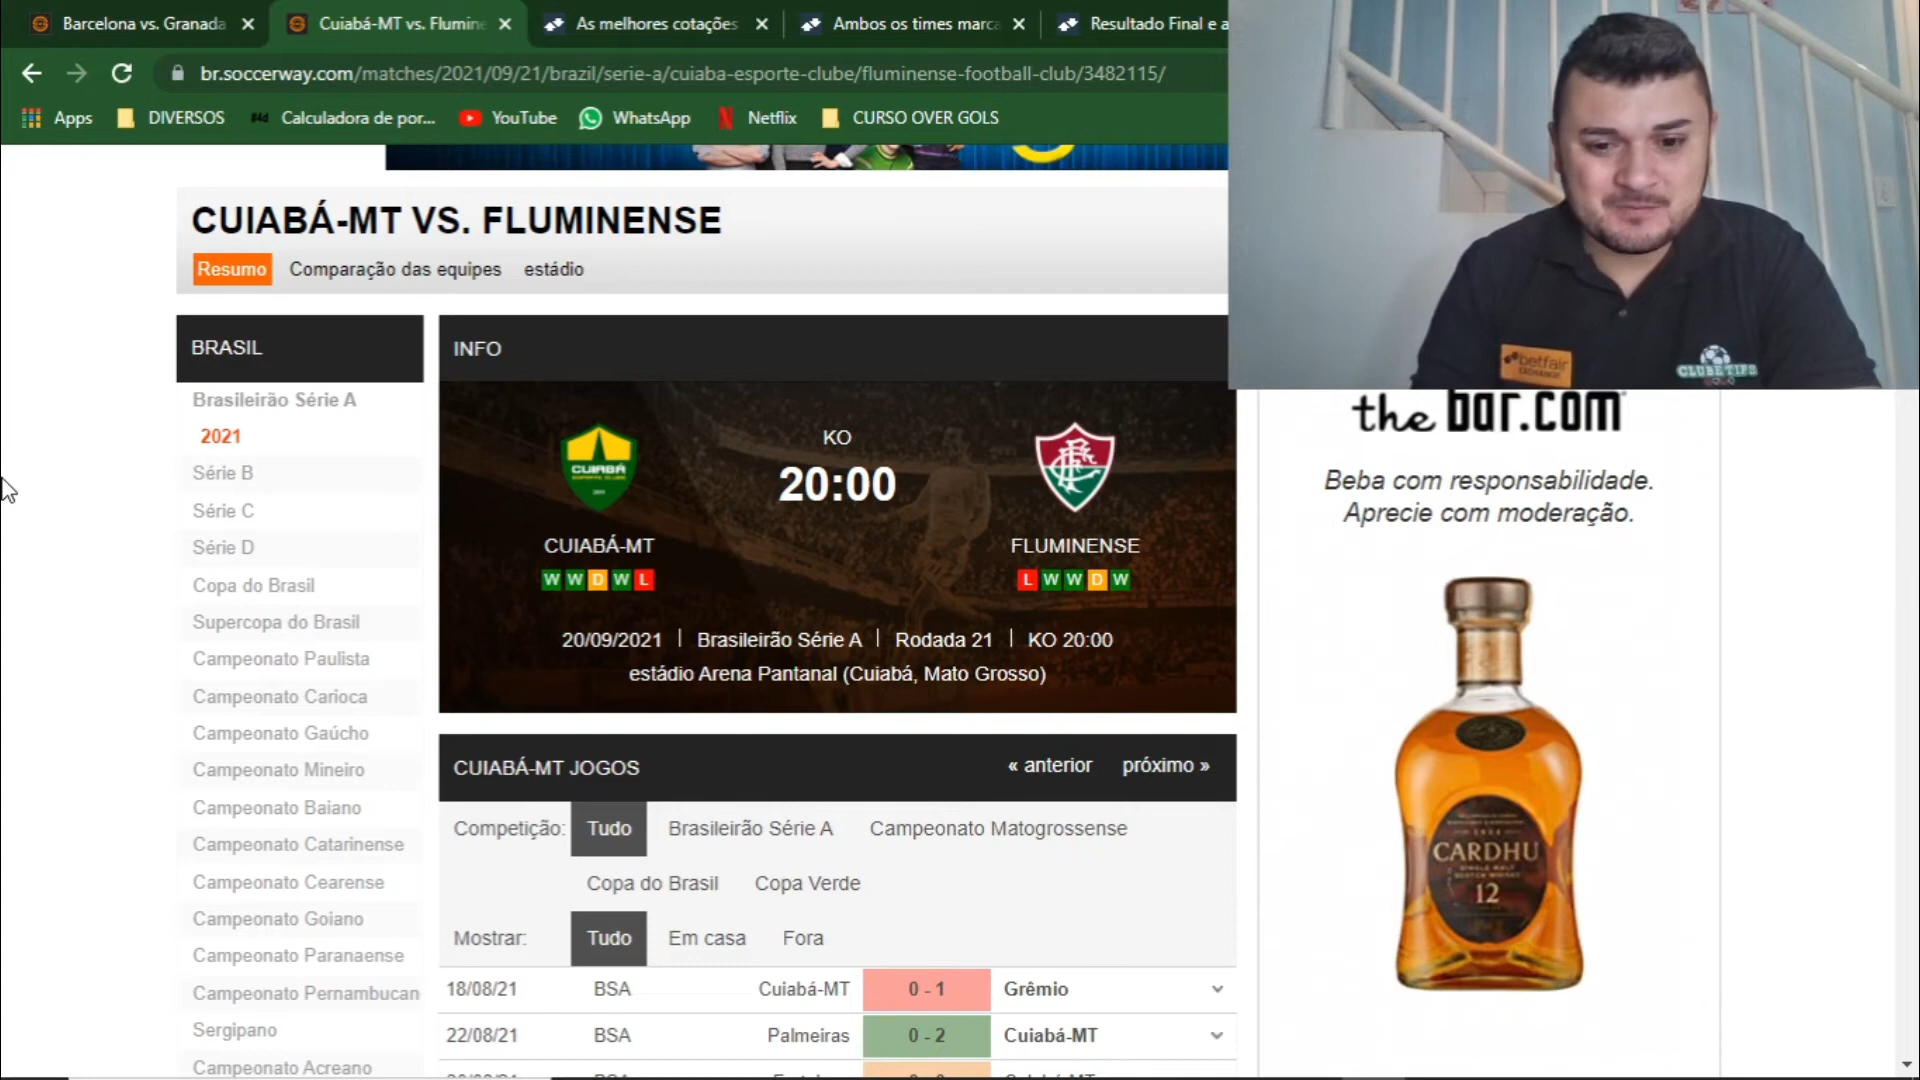 Barcelona vs. Granada
Cuiabá-MT vs. Flumine
As melhores cotações
Ambos os times marca
Resultado Final e a
br.soccerway.com/matches/2021/09/21/brazil/serie-a/cuiaba-esporte-clube/fluminense-football-club/3482115/
Apps
DIVERSOS
Calculadora de por...
YouTube
WhatsApp
Netflix
CURSO OVER GOLS
CUIABÁ-MT VS. FLUMINENSE
Resumo
Comparação das equipes
estádio
betfair
EXCHANGE
CLUBETIPS
BRASIL
Brasileirão Série A
2021
Série B
Série C
Série D
Copa do Brasil
Supercopa do Brasil
Campeonato Paulista
Campeonato Carioca
Campeonato Gaúcho
Campeonato Mineiro
Campeonato Baiano
Campeonato Catarinense
Campeonato Cearense
Campeonato Goiano
Campeonato Paranaense
Campeonato Pernambucan
Sergipano
Campeonato Acreano
INFO
CUIABÁ
KO
20:00
CUIABÁ-MT
FLUMINENSE
W W D W L
L W W D W
20/09/2021 | Brasileirão Série A | Rodada 21 | KO 20:00
estádio Arena Pantanal (Cuiabá, Mato Grosso)
CUIABÁ-MT JOGOS
« anterior
próximo »
Competição: Tudo Brasileirão Série A Campeonato Matogrossense
Copa do Brasil Copa Verde
Mostrar: Tudo Em casa Fora
18/08/21 BSA Cuiabá-MT 0 - 1 Grêmio
22/08/21 BSA Palmeiras 0 - 2 Cuiabá-MT
the bar.com
Beba com responsabilidade.
Aprecie com moderação.
CARDHU
SINGLE MALT
SCOTCH WHISKY
12